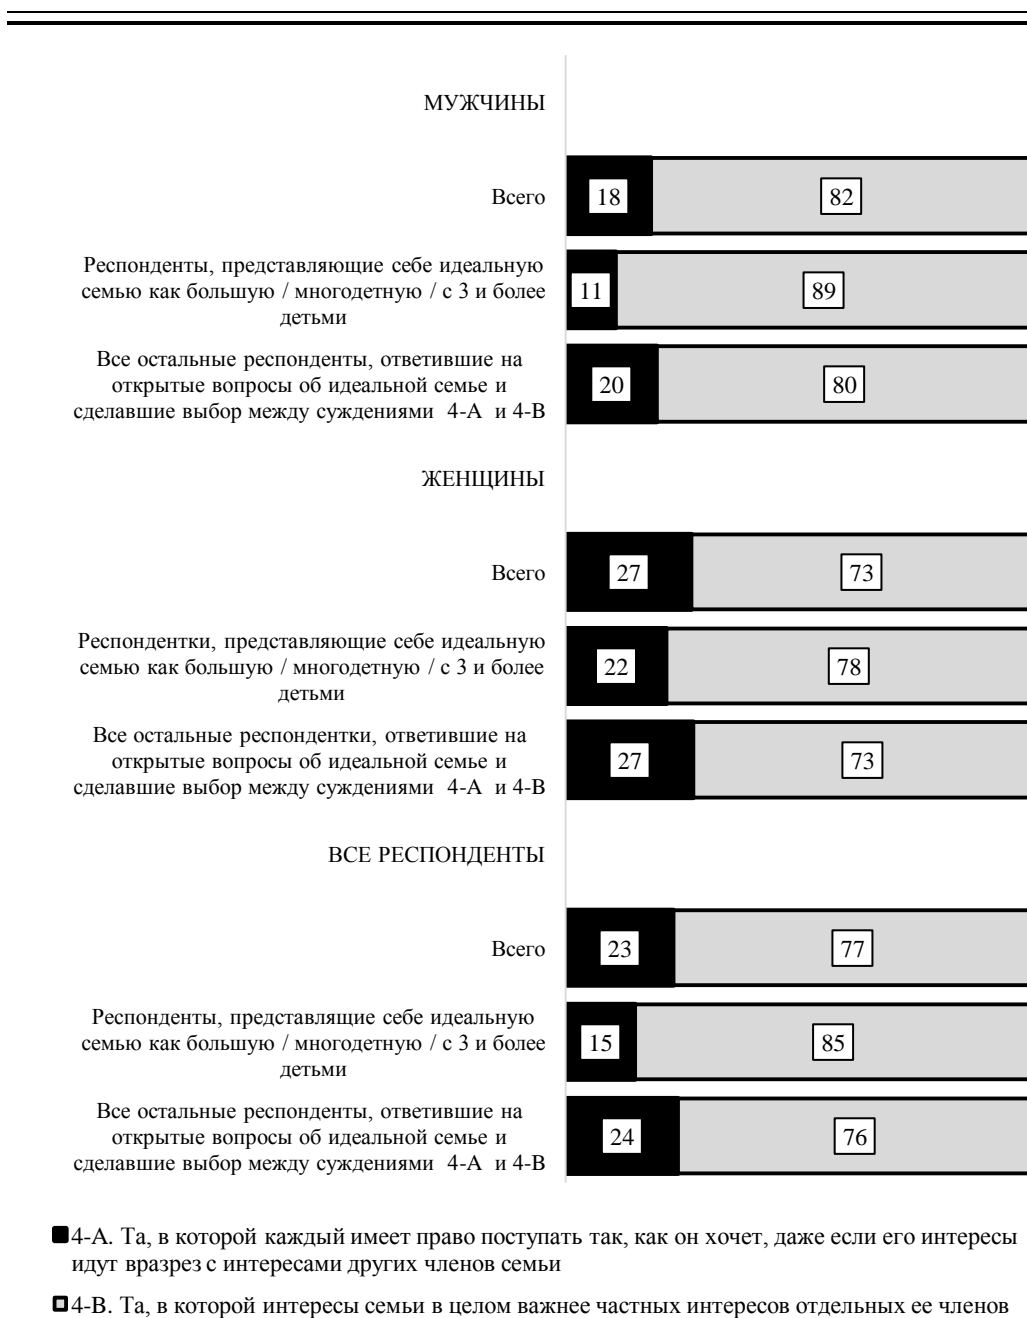 МУЖЧИНЫ
Всего
18
82
Респонденты, представляющие себе идеальную
семью как большую / многодетную / с 3 и более
детьми
11
89
Все остальные респонденты, ответившие на
открытые вопросы об идеальной семье и
сделавшие выбор между суждениями 4-А и 4-В
20
80
ЖЕНЩИНЫ
Всего
27
73
Респондентки, представляющие себе идеальную
семью как большую / многодетную / с 3 и более
детьми
22
78
Все остальные респондентки, ответившие на
открытые вопросы об идеальной семье и
сделавшие выбор между суждениями 4-А и 4-В
27
73
ВСЕ РЕСПОНДЕНТЫ
Всего
23
77
Респонденты, представлящие себе идеальную
семью как большую / многодетную / с 3 и более
детьми
15
85
Все остальные респонденты, ответившие на
открытые вопросы об идеальной семье и
сделавшие выбор между суждениями 4-А и 4-В
24
76
4-А. Та, в которой каждый имеет право поступать так, как он хочет, даже если его интересы
идут вразрез с интересами других членов семьи
4-В. Та, в которой интересы семьи в целом важнее частных интересов отдельных ее членов